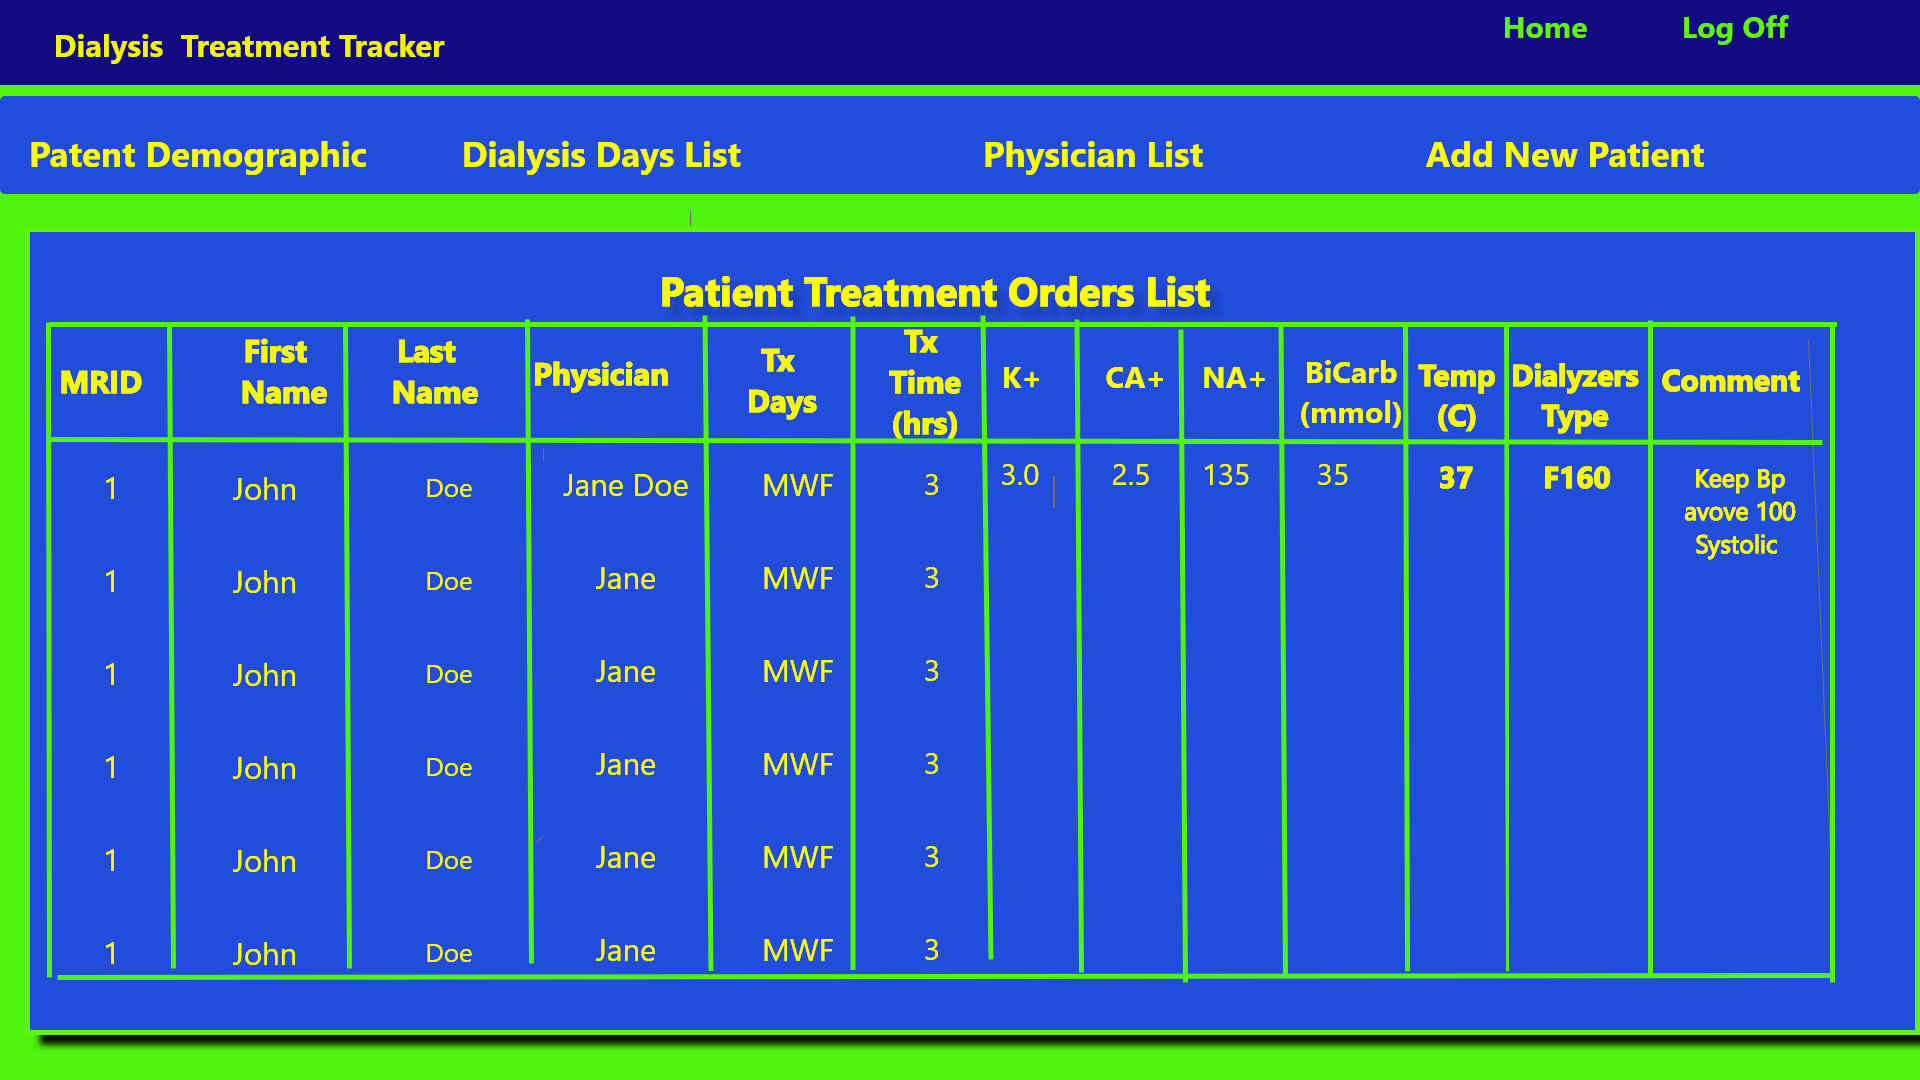 Dialysis Treatment Tracker
Home
Log Off
Patent Demographic
Dialysis Days List
Physician List
Add New Patient
Patient Treatment Orders List
MRID
First
Name
Last
Name
Physician
Tx
Days
Tx
Time
(hrs)
K+
CA+
NA+
BiCarb
(mmol)
Temp
(C)
Dialyzers
Type
Comment
1 John Doe Jane Doe MWF 3 3.0 2.5 135 35 37 F160
Keep Bp
avove 100
Systolic
1 John Doe Jane MWF 3
1 John Doe Jane MWF 3
1 John Doe Jane MWF 3
1 John Doe Jane MWF 3
1 John Doe Jane MWF 3